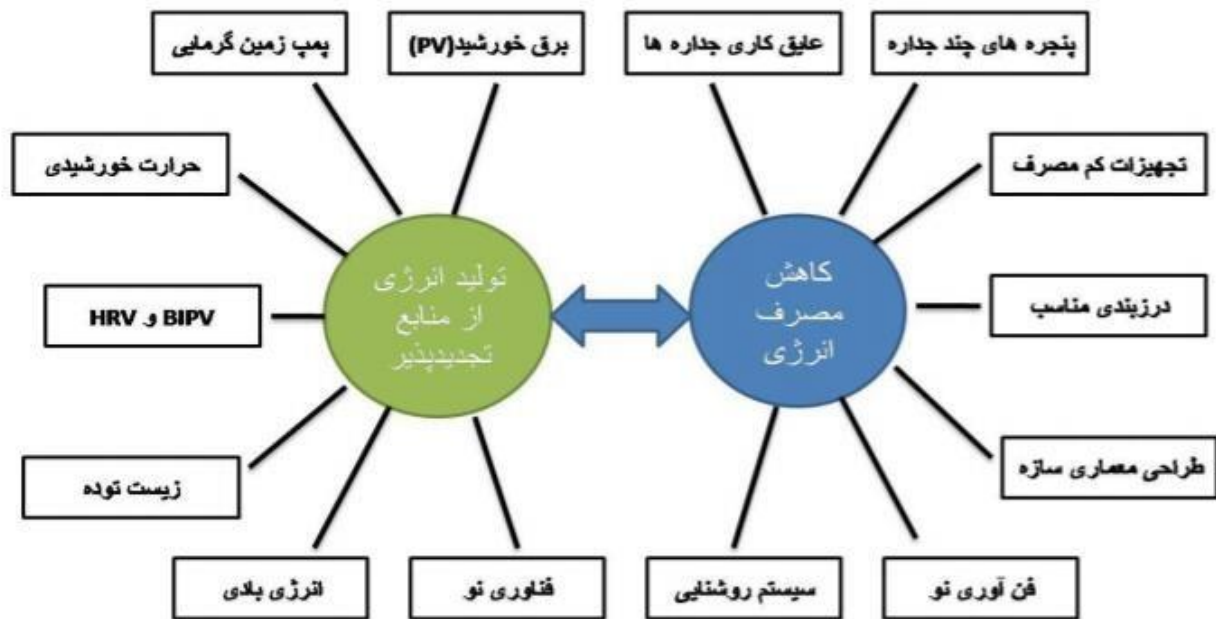 پنجره های چند جداره
عایق کاری جداره ها
برق خورشید(PV)
پمپ زمین گرمایی
تجهیزات کم مصرف
حرارت خورشیدی
کاهش
مصرف
انرژی
تولید انرژی
از منابع
تجدیدپذیر
درزبندی مناسب
BIPV و HRV
طراحی معماری سازه
زیست توده
فن آوری نو
سیستم روشنایی
فناوری نو
انرژی بادی